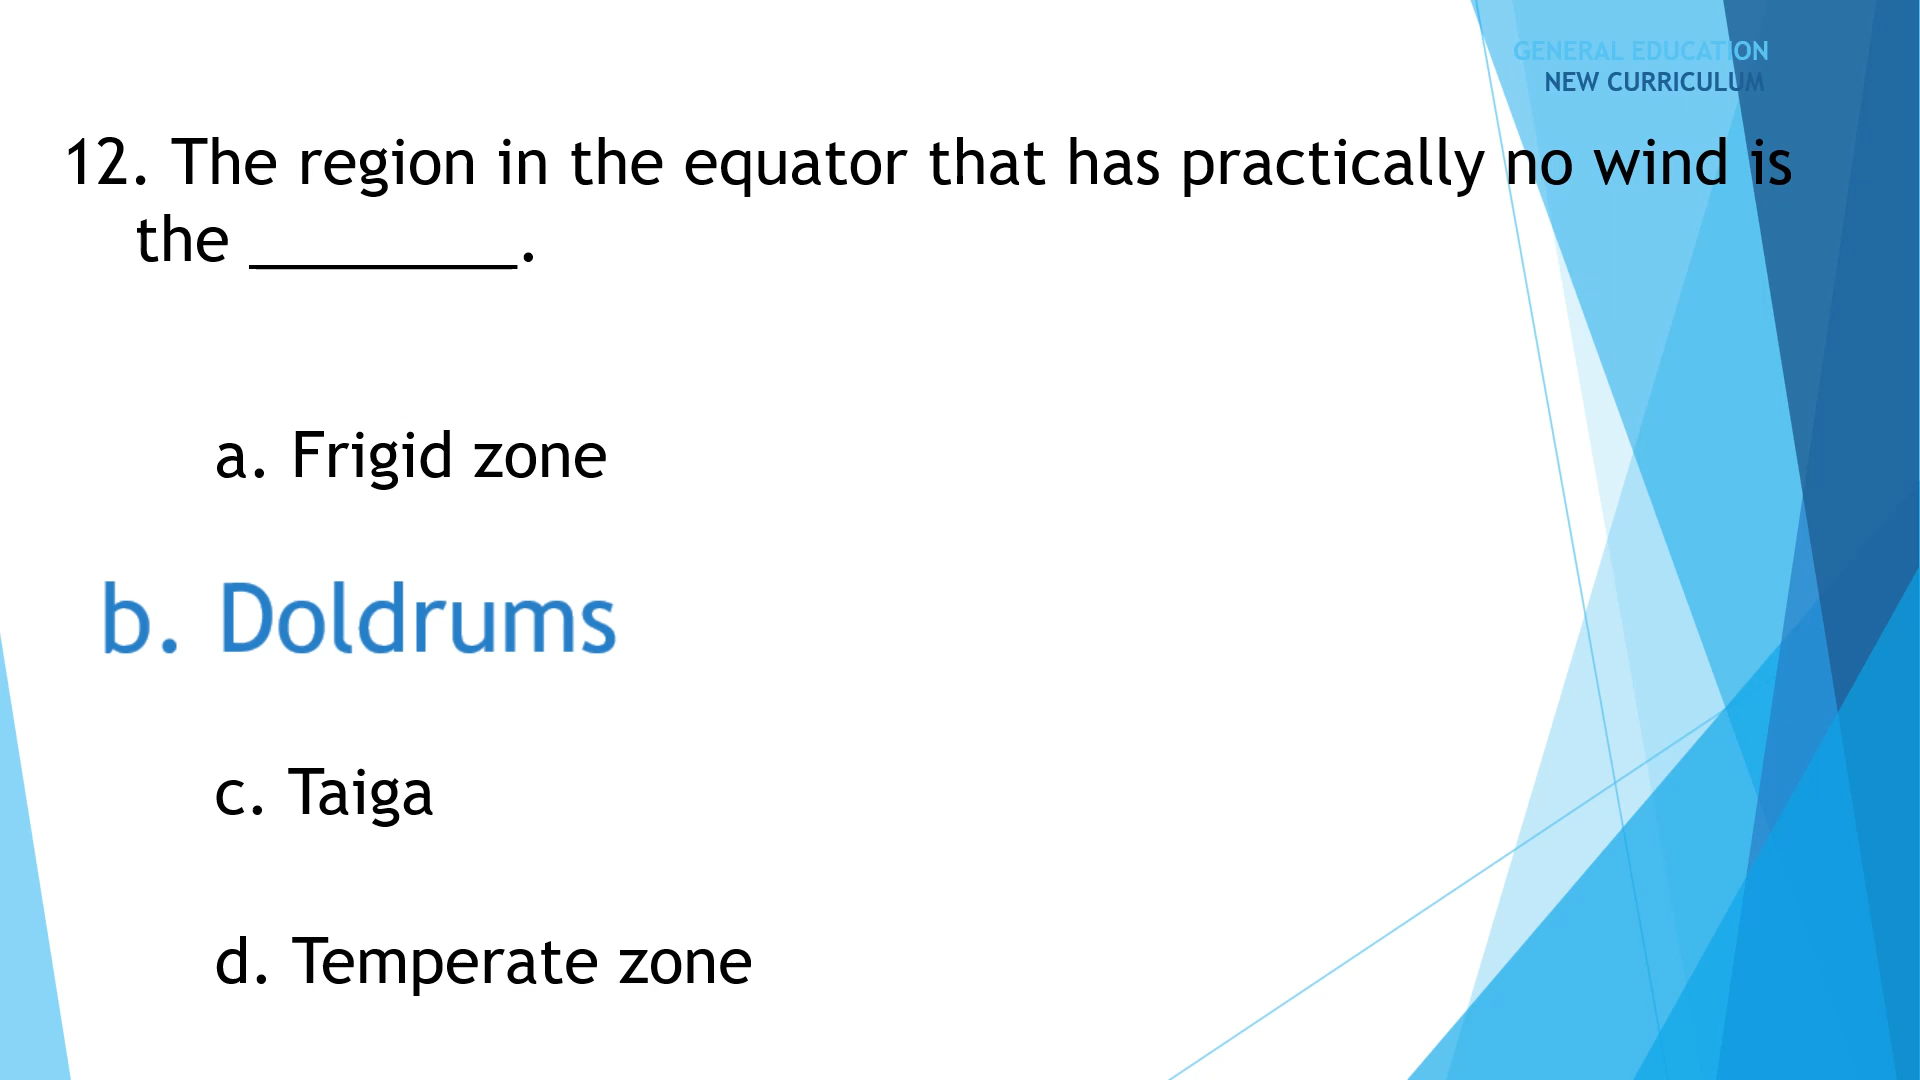 GENERAL EDUCATION
NEW CURRICULUM
12. The region in the equator that has practically no wind is
the ________.
a. Frigid zone
b. Doldrums
c. Taiga
d. Temperate zone